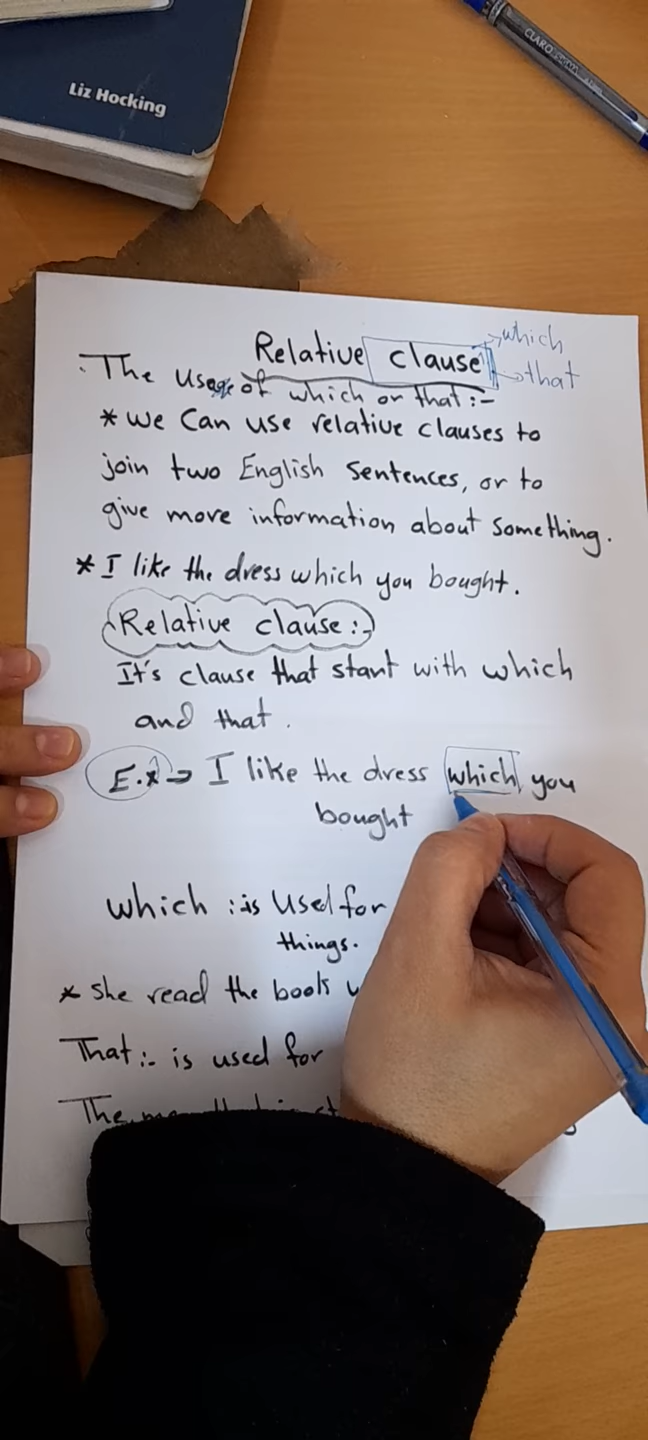 Liz Hocking
CLARO
Relative clause
which
that
The usage of which or that :-
* we Can use relative clauses to
join two English Sentences, or to
give more information about something.
* I like the dress which you bought.
Relative clause :-
It's clause that start with which
and that.
E.x → I like the dress which you
bought
which : is Used for
things.
* she read the book
That :- is used for
The